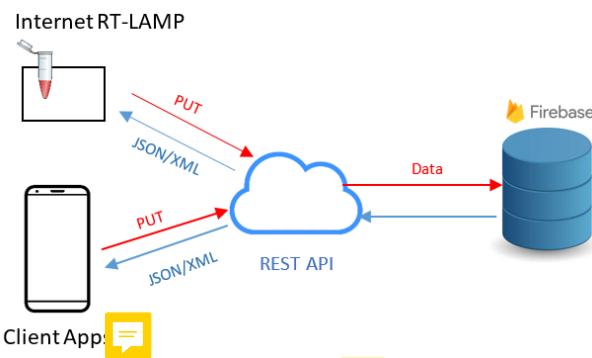 Internet RT-LAMP
PUT
JSON/XML
Firebase
Data
PUT
JSON/XML
REST API
Client Apps